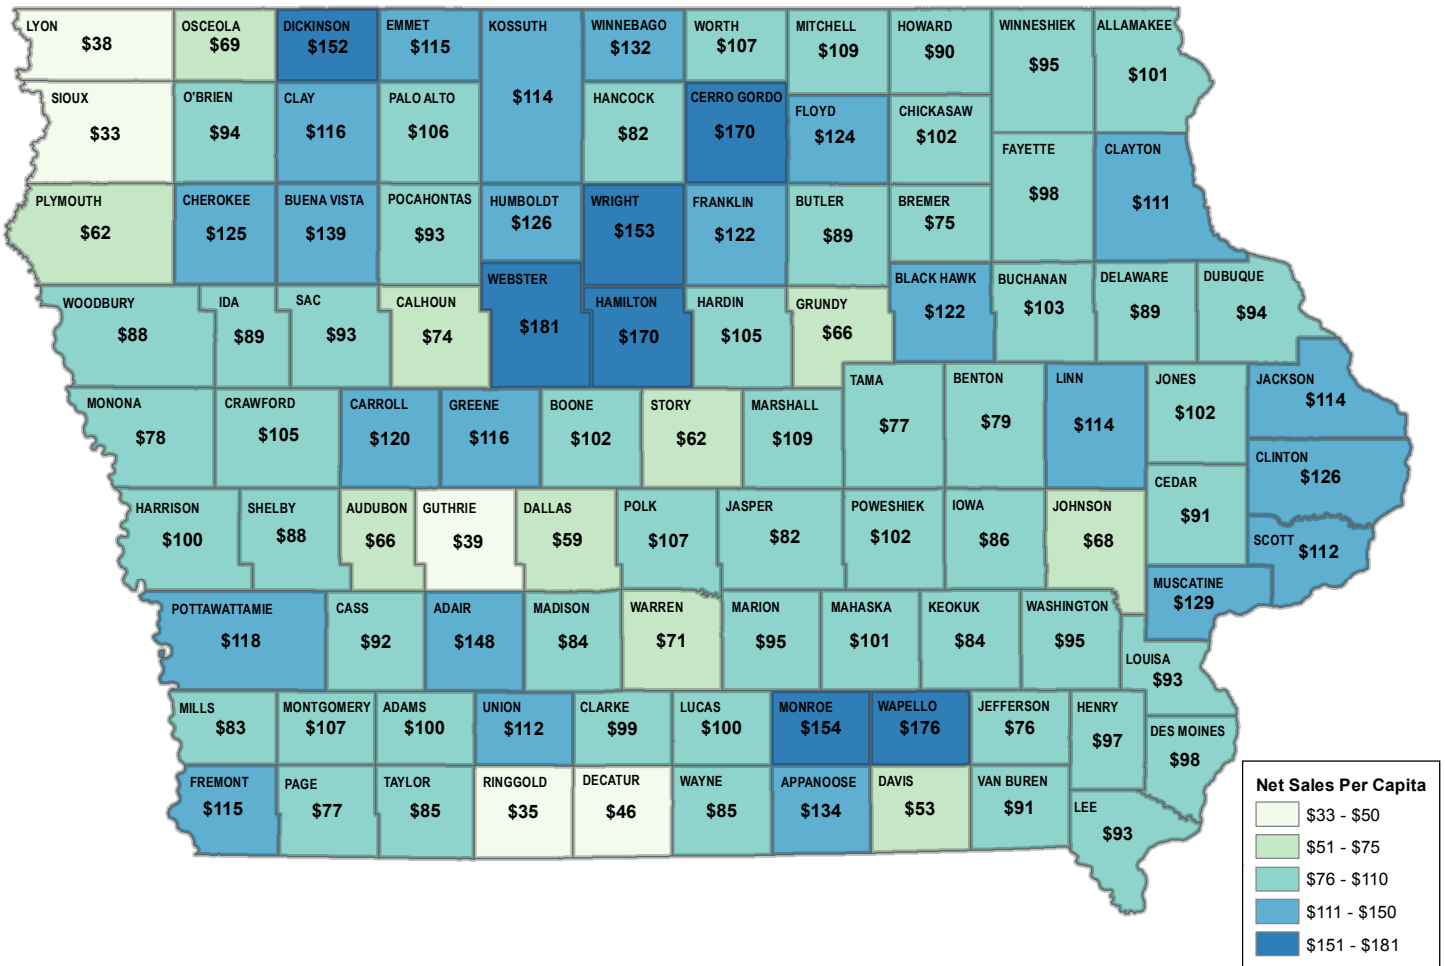 LYON
$38
OSCEOLA
$69
DICKINSON
$152
EMMET
$115
KOSSUTH
$114
WINNEBAGO
$132
WORTH
$107
MITCHELL
$109
HOWARD
$90
WINNESHIEK
$95
ALLAMAKEE
$101
SIOUX
$33
O'BRIEN
$94
CLAY
$116
PALO ALTO
$106
HANCOCK
$82
CERRO GORDO
$170
FLOYD
$124
CHICKASAW
$102
FAYETTE
$98
CLAYTON
$111
PLYMOUTH
$62
CHEROKEE
$125
BUENA VISTA
$139
POCAHONTAS
$93
HUMBOLDT
$126
WRIGHT
$153
FRANKLIN
$122
BUTLER
$89
BREMER
$75
WOODBURY
$88
IDA
$89
SAC
$93
CALHOUN
$74
WEBSTER
$181
HAMILTON
$170
HARDIN
$105
GRUNDY
$66
BLACK HAWK
$122
BUCHANAN
$103
DELAWARE
$89
DUBUQUE
$94
MONONA
$78
CRAWFORD
$105
CARROLL
$120
GREENE
$116
BOONE
$102
STORY
$62
MARSHALL
$109
TAMA
$77
BENTON
$79
LINN
$114
JONES
$102
JACKSON
$114
CLINTON
$126
CEDAR
$91
HARRISON
$100
SHELBY
$88
AUDUBON
$66
GUTHRIE
$39
DALLAS
$59
POLK
$107
JASPER
$82
POWESHIEK
$102
IOWA
$86
JOHNSON
$68
SCOTT
$112
MUSCATINE
$129
POTTAWATTAMIE
$118
CASS
$92
ADAIR
$148
MADISON
$84
WARREN
$71
MARION
$95
MAHASKA
$101
KEOKUK
$84
WASHINGTON
$95
LOUISA
$93
MILLS
$83
MONTGOMERY
$107
ADAMS
$100
UNION
$112
CLARKE
$99
LUCAS
$100
MONROE
$154
WAPELLO
$176
JEFFERSON
$76
HENRY
$97
DES MOINES
$98
FREMONT
$115
PAGE
$77
TAYLOR
$85
RINGGOLD
$35
DECATUR
$46
WAYNE
$85
APPANOOSE
$134
DAVIS
$53
VAN BUREN
$91
LEE
$93
Net Sales Per Capita
$33 - $50
$51 - $75
$76 - $110
$111 - $150
$151 - $181